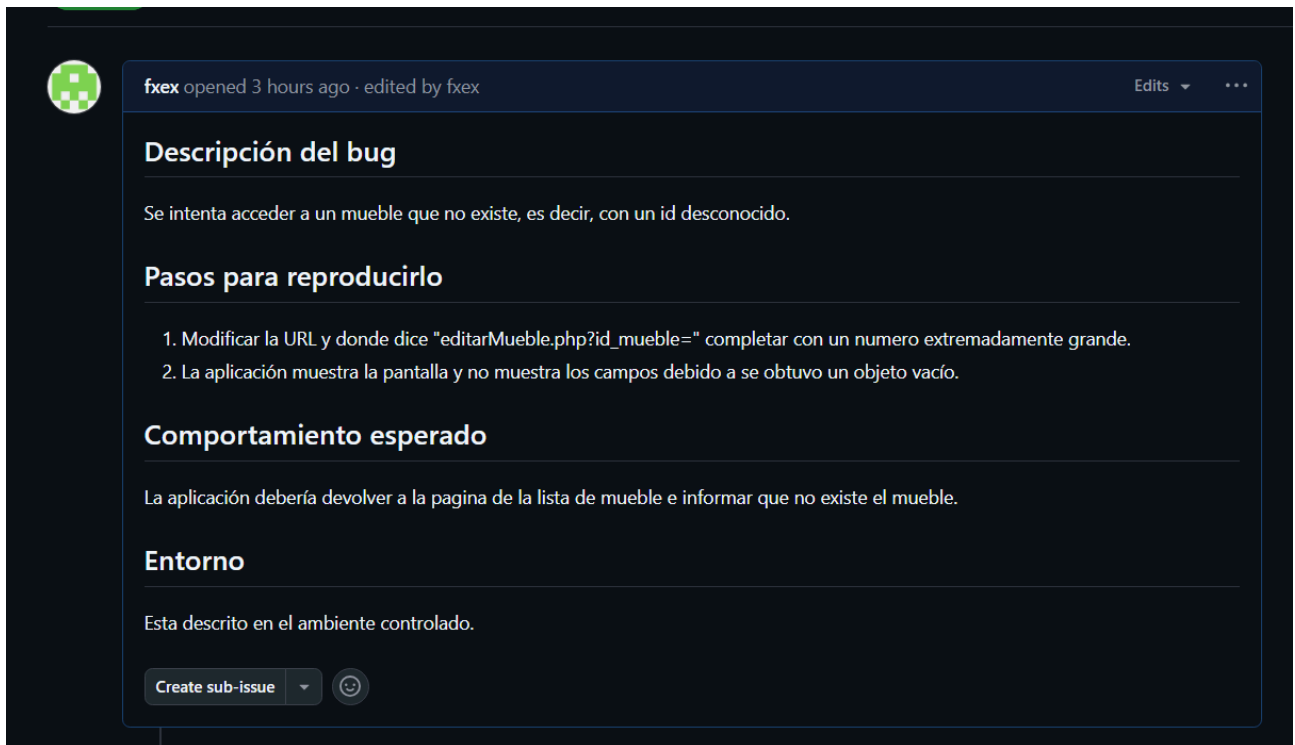 fxex opened 3 hours ago · edited by fxex
Edits
Descripción del bug
Se intenta acceder a un mueble que no existe, es decir, con un id desconocido.
Pasos para reproducirlo
1. Modificar la URL y donde dice "editarMueble.php?id_mueble=" completar con un numero extremadamente grande.
2. La aplicación muestra la pantalla y no muestra los campos debido a se obtuvo un objeto vacío.
Comportamiento esperado
La aplicación debería devolver a la pagina de la lista de mueble e informar que no existe el mueble.
Entorno
Esta descrito en el ambiente controlado.
Create sub-issue